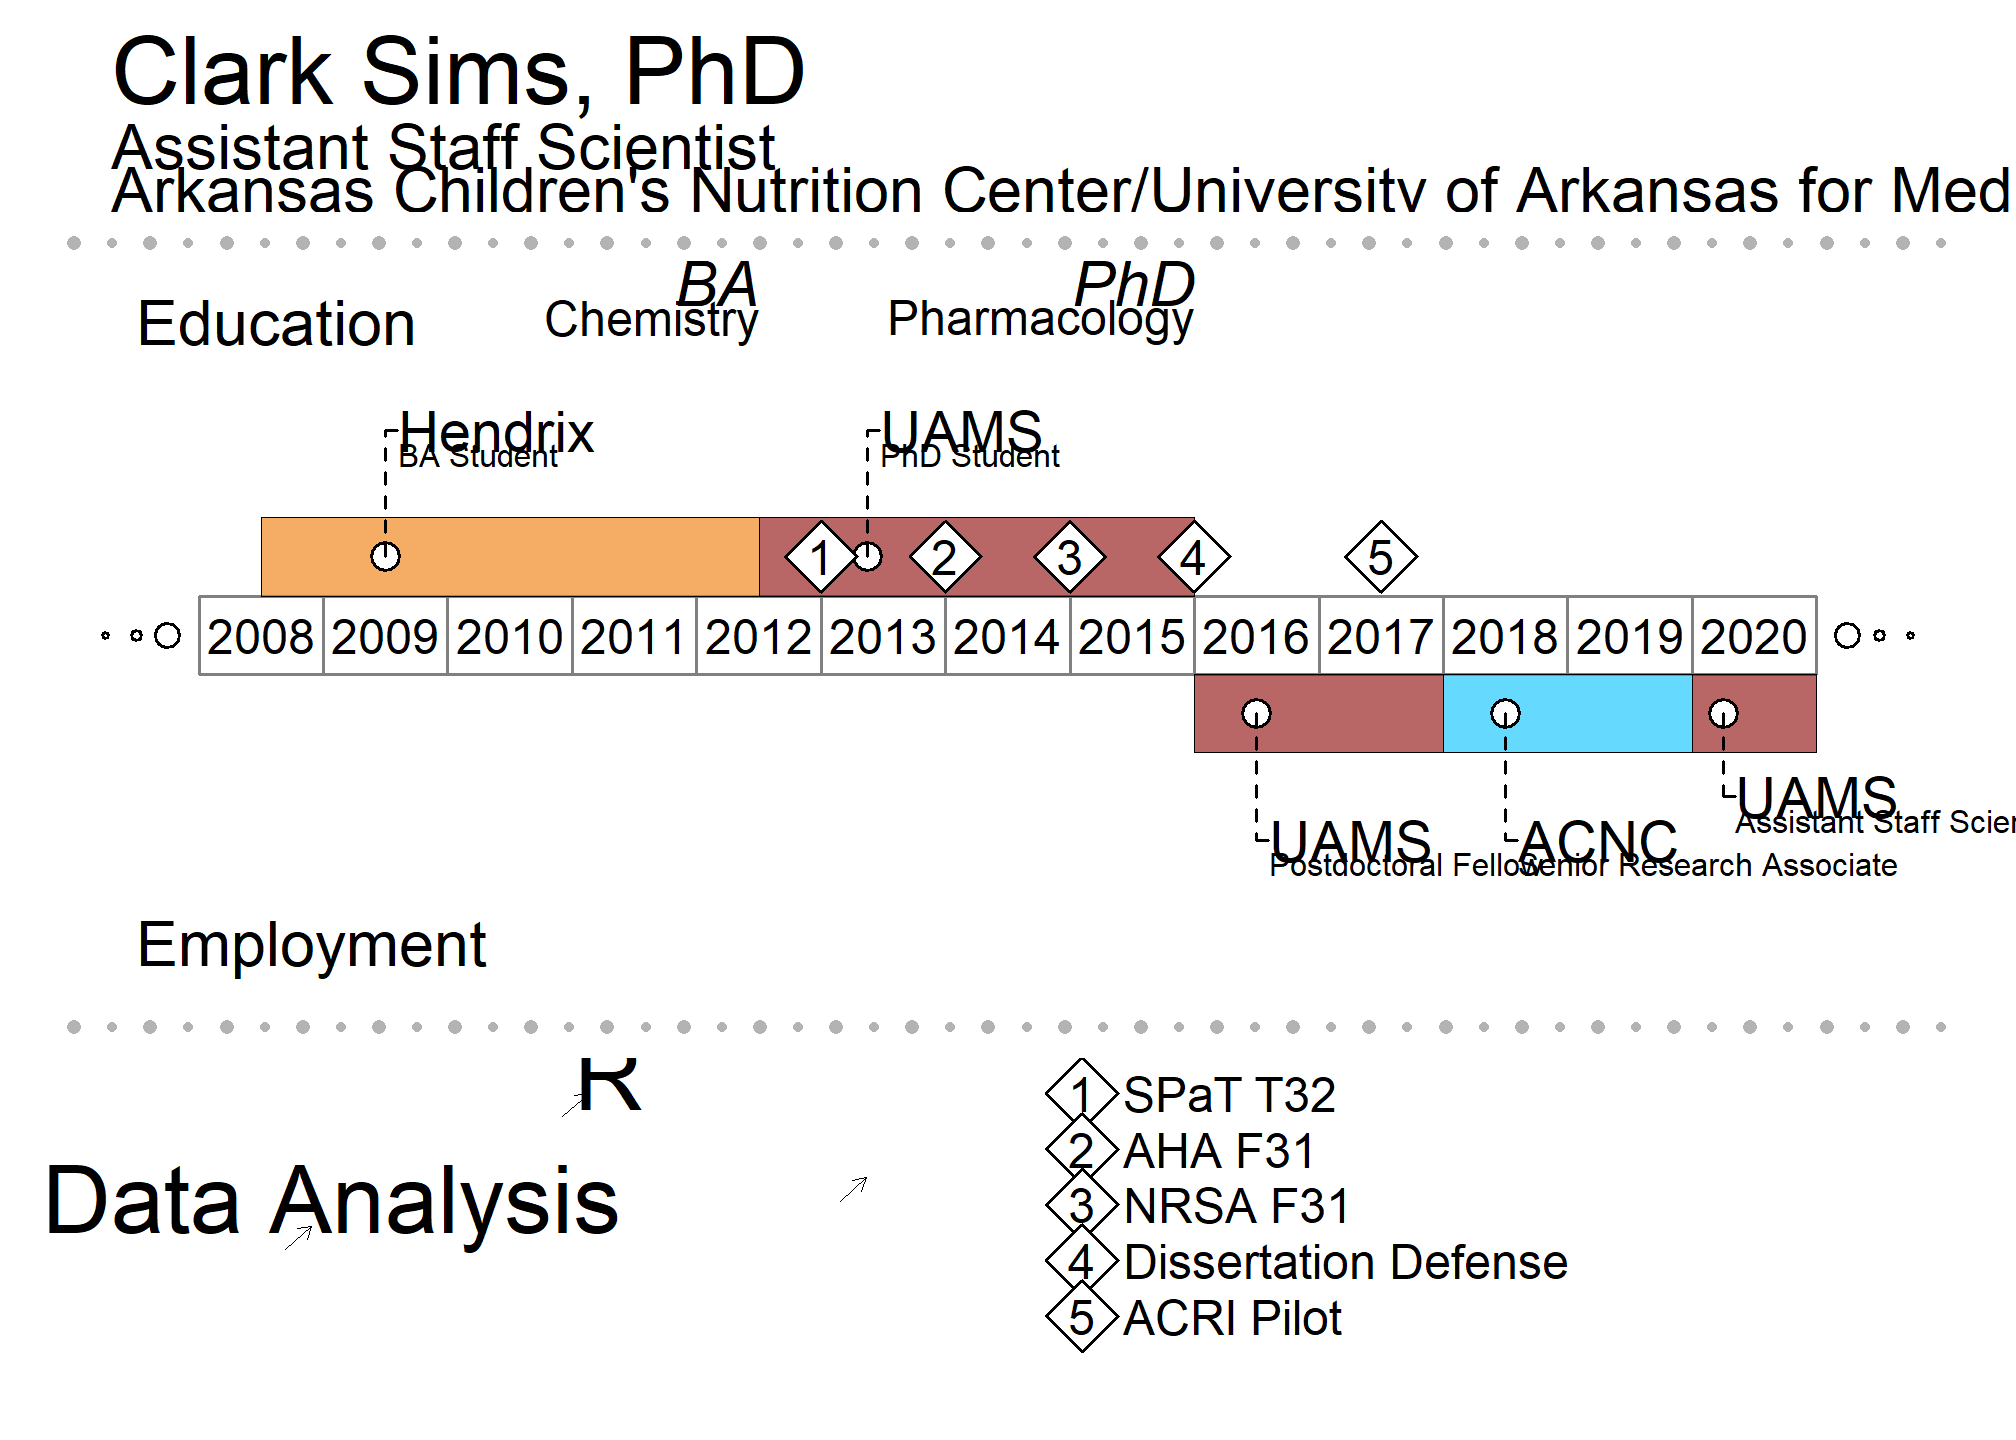 Clark Sims, PhD
Assistant Staff Scientist
Arkansas Children's Nutrition Center/University of Arkansas for Med
BA
PhD
Education
Chemistry
Pharmacology
Hendrix
BA Student
UAMS
PhD Student
1 2 3 4 5
2008 2009 2010 2011 2012 2013 2014 2015 2016 2017 2018 2019 2020
UAMS
Assistant Staff Scien
UAMS
Postdoctoral Fellow
ACNC
Senior Research Associate
Employment
R
Data Analysis
1 SPaT T32
2 AHA F31
3 NRSA F31
4 Dissertation Defense
5 ACRI Pilot